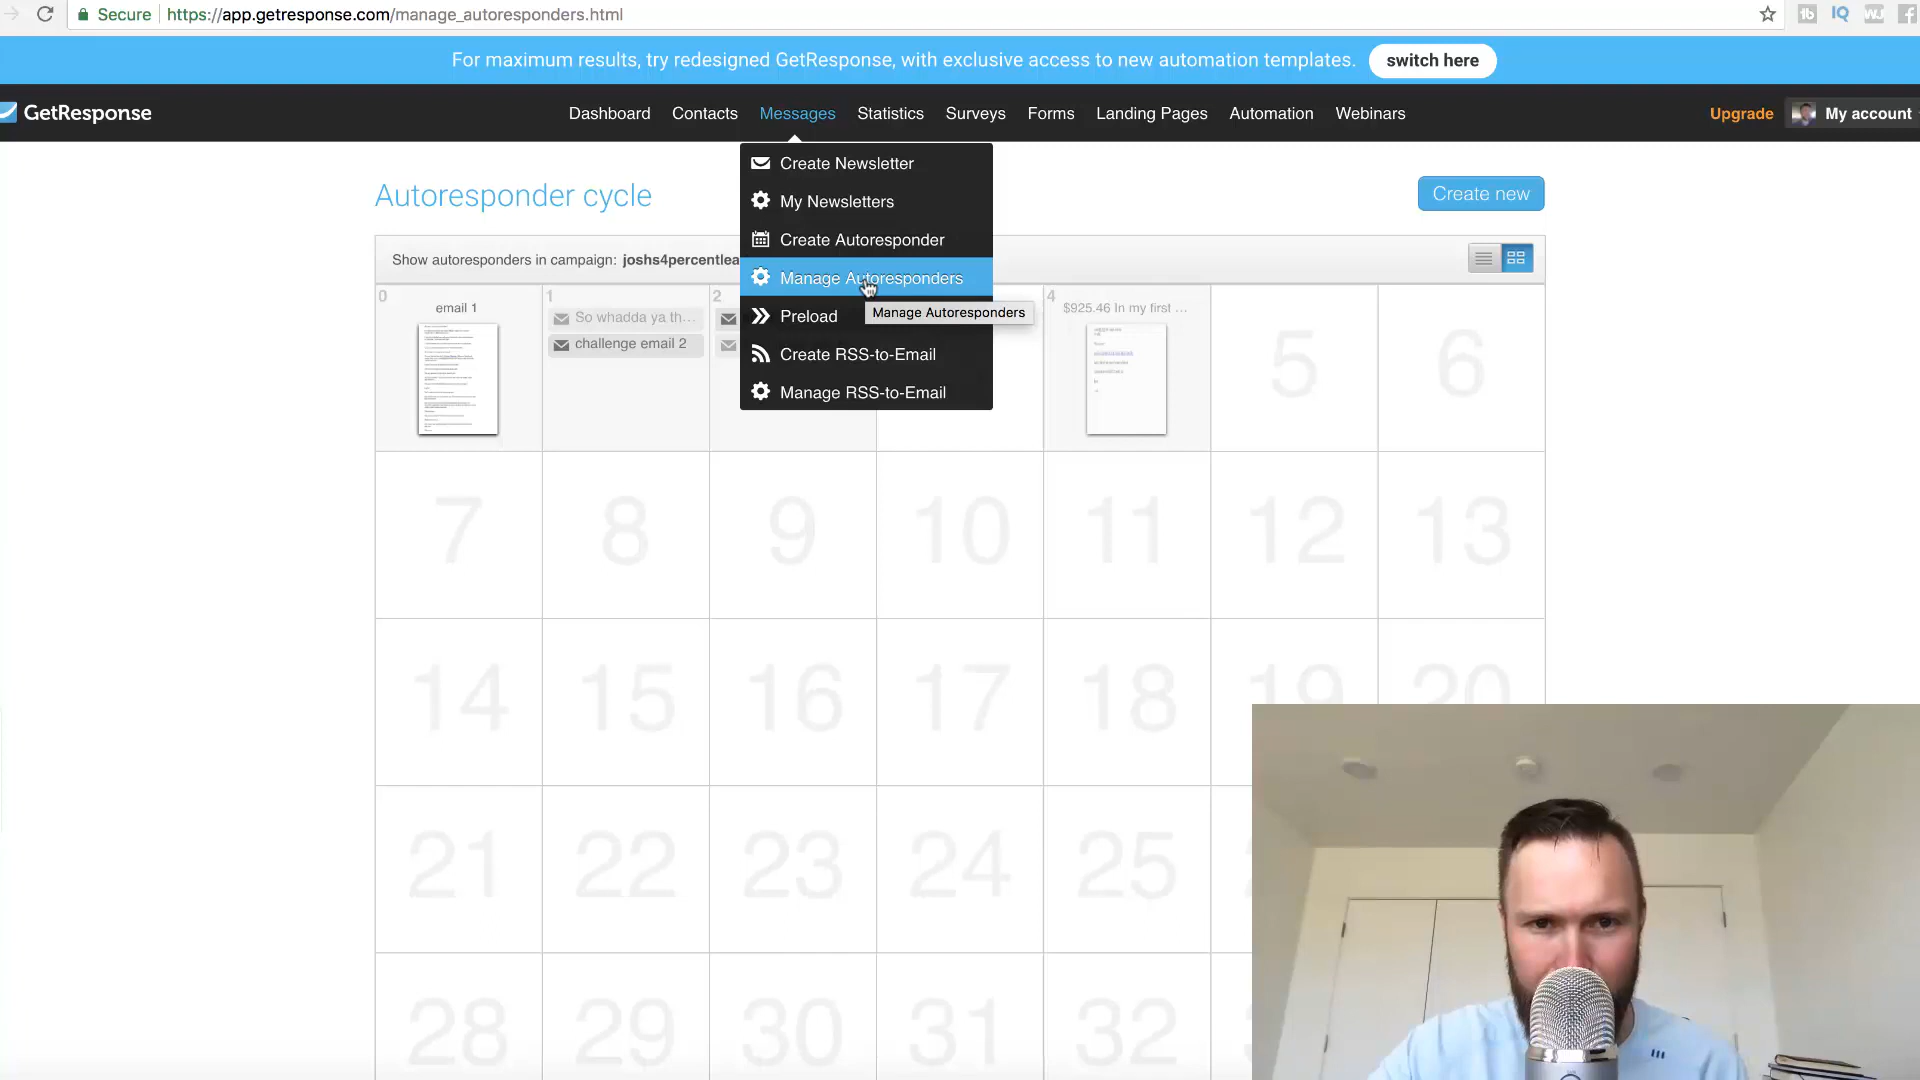 Secure https://app.getresponse.com/manage_autoresponders.html
For maximum results, try redesigned GetResponse, with exclusive access to new automation templates. switch here
GetResponse Dashboard Contacts Messages Statistics Surveys Forms Landing Pages Automation Webinars Upgrade My account
Create Newsletter
My Newsletters
Create Autoresponder
Manage Autoresponders
Manage Autoresponders
Preload
Create RSS-to-Email
Manage RSS-to-Email
Autoresponder cycle
Create new
Show autoresponders in campaign: joshs4percentlea
0 1 2 4
email 1
So whadda ya th...
challenge email 2
$925.46 In my first ...
5 6
7 8 9 10 11 12 13
14 15 16 17 18 19 20
21 22 23 24 25
28 29 30 31 32